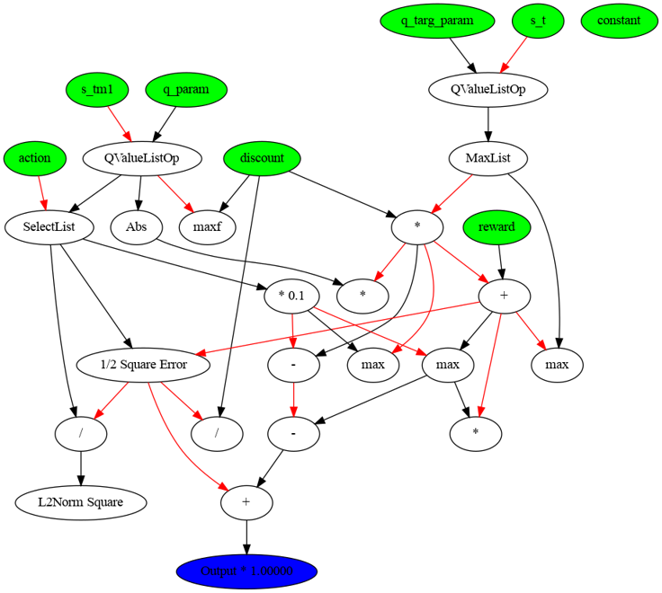 q_targ_param
s_t
constant
s_tm1
q_param
QValueListOp
action
QValueListOp
discount
MaxList
SelectList
Abs
maxf
*
reward
* 0.1
*
+
1/2 Square Error
-
max
max
max
/
/
-
*
L2Norm Square
+
Output * 1.00000